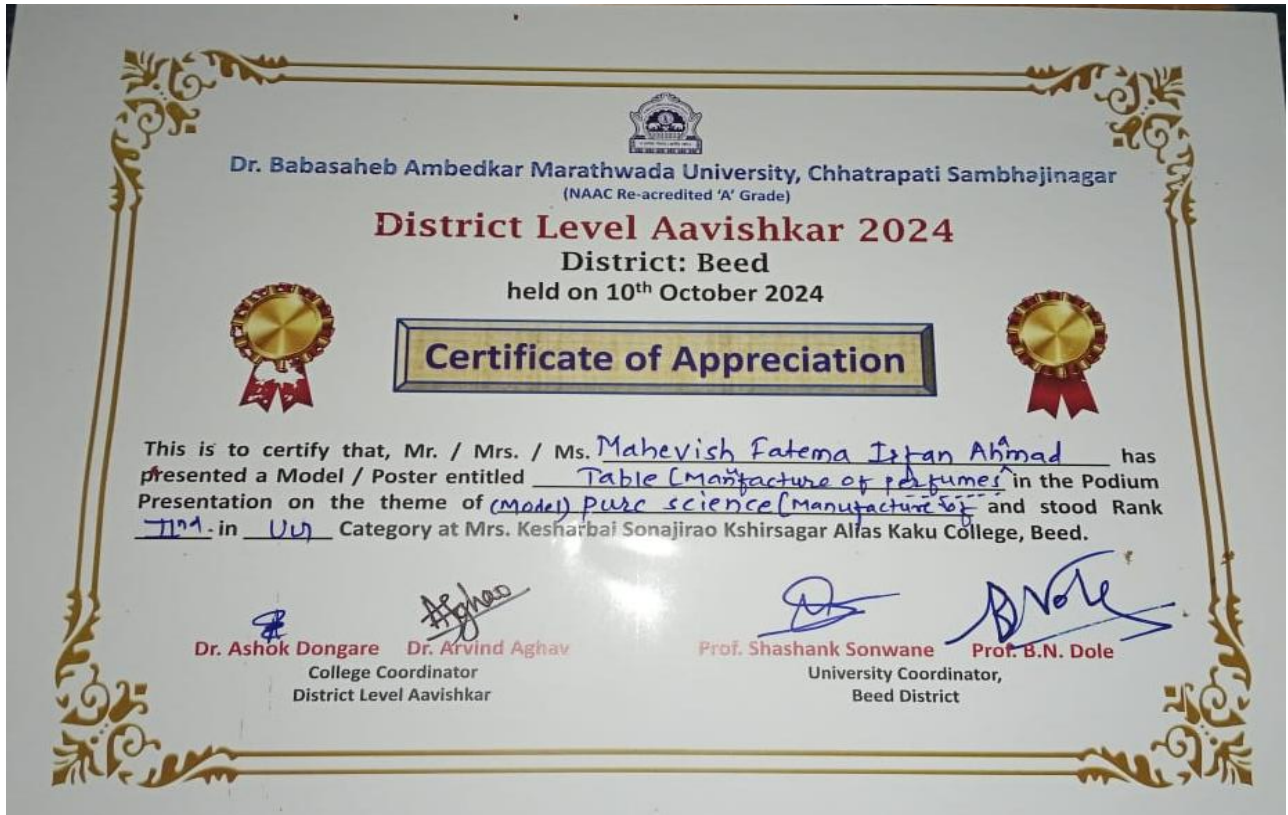 Dr. Babasaheb Ambedkar Marathwada University, Chhatrapati Sambhajinagar
(NAAC Re-acredited ‘A’ Grade)
District Level Aavishkar 2024
District: Beed
held on 10th October 2024
Certificate of Appreciation
This is to certify that, Mr. / Mrs. / Ms. Mahevish Fatema Irfan Ahmad has
presented a Model / Poster entitled Table (Manfacture of perfumes in the Podium
Presentation on the theme of (Model) pure science (Manufacture of and stood Rank
IInd in UG Category at Mrs. Kesharbai Sonajirao Kshirsagar Alias Kaku College, Beed.
Dr. Ashok Dongare Dr. Arvind Aghav Prof. Shashank Sonwane Prof. B.N. Dole
College Coordinator University Coordinator,
District Level Aavishkar Beed District